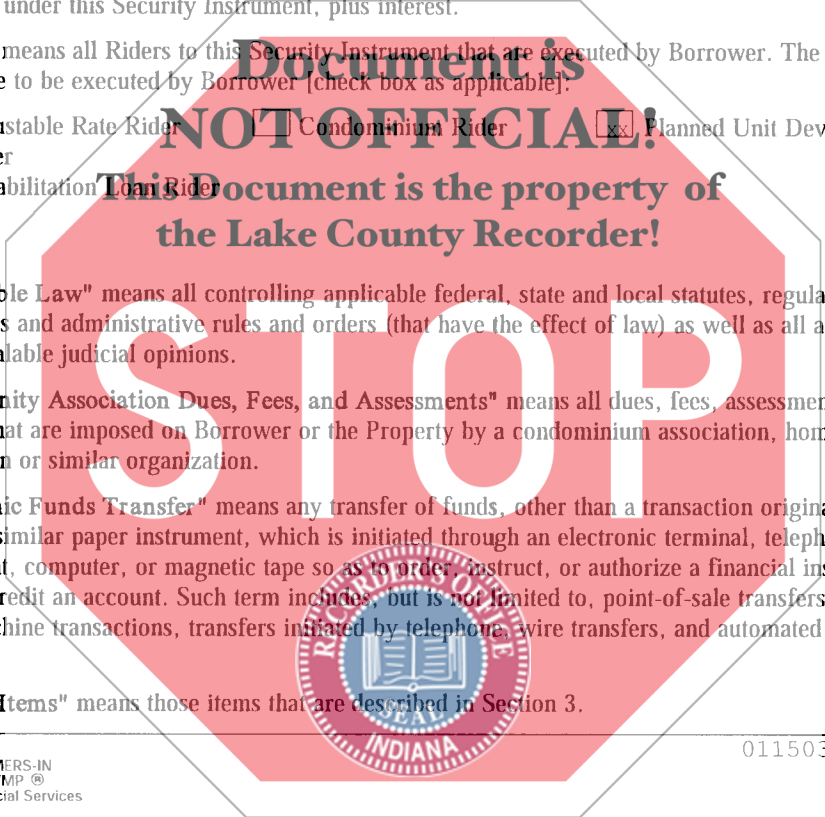 under this Security Instrument, plus interest.
means all Riders to this Security Instrument that are executed by Borrower. The
e to be executed by Borrower [check box as applicable]:
Document is
NOT OFFICIAL!
This Document is the property of
the Lake County Recorder!
ustable Rate Rider Condominium Rider xx Planned Unit Dev
er
abilitation Loan Rider
ble Law" means all controlling applicable federal, state and local statutes, regula
s and administrative rules and orders (that have the effect of law) as well as all a
alable judicial opinions.
nity Association Dues, Fees, and Assessments" means all dues, fees, assessmen
hat are imposed on Borrower or the Property by a condominium association, hom
n or similar organization.
ic Funds Transfer" means any transfer of funds, other than a transaction origina
similar paper instrument, which is initiated through an electronic terminal, teleph
t, computer, or magnetic tape so as to order, instruct, or authorize a financial ins
redit an account. Such term includes, but is not limited to, point-of-sale transfers
hine transactions, transfers initiated by telephone, wire transfers, and automated
Items" means those items that are described in Section 3.
STOP
RECORDER'S OFFICE
SEAL
INDIANA
011503
MERS-IN
MP ®
cial Services